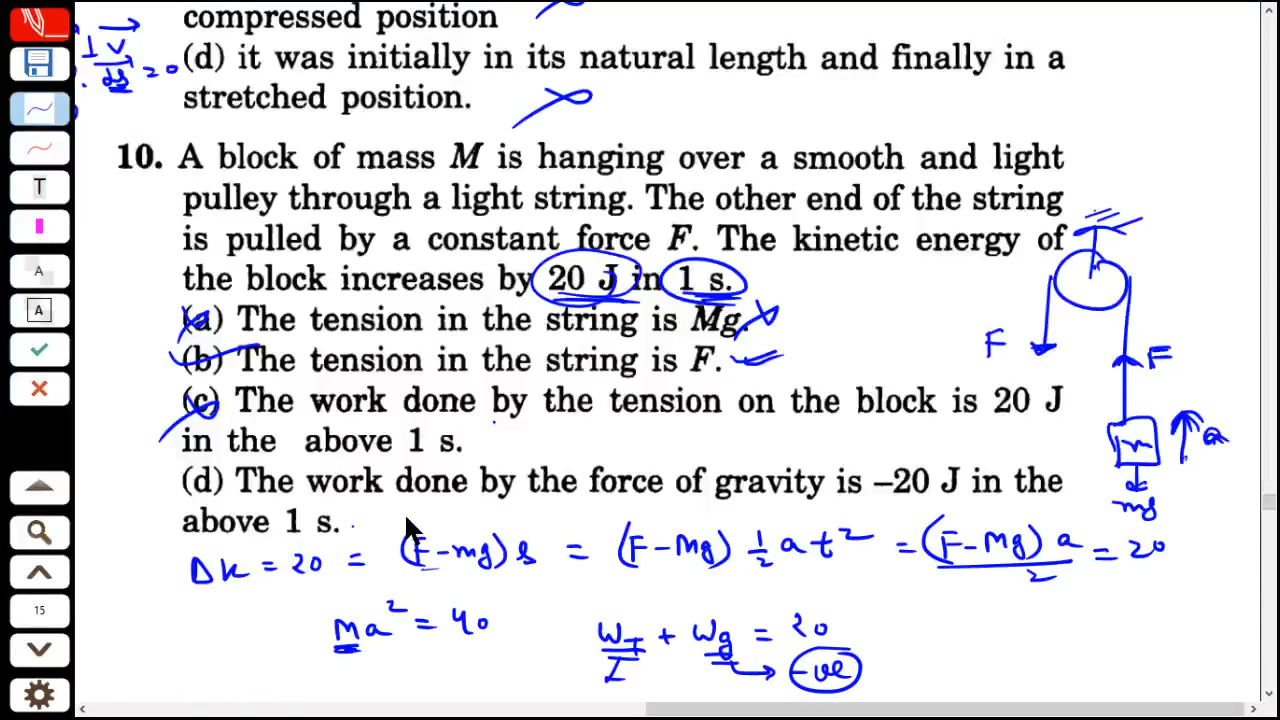 compressed position
(d) it was initially in its natural length and finally in a
stretched position.
10. A block of mass M is hanging over a smooth and light
pulley through a light string. The other end of the string
is pulled by a constant force F. The kinetic energy of
the block increases by 20 J in 1 s.
(a) The tension in the string is Mg.
(b) The tension in the string is F.
(c) The work done by the tension on the block is 20 J
in the above 1 s.
(d) The work done by the force of gravity is –20 J in the
above 1 s.
Δk = 20 = (F-mg)s = (F-Mg) ½ at² = (F-Mg)a/2 = 20
Ma² = 40
W_T + Wg = 20
-ve
F
F
m
a
mg
T
A
A
15